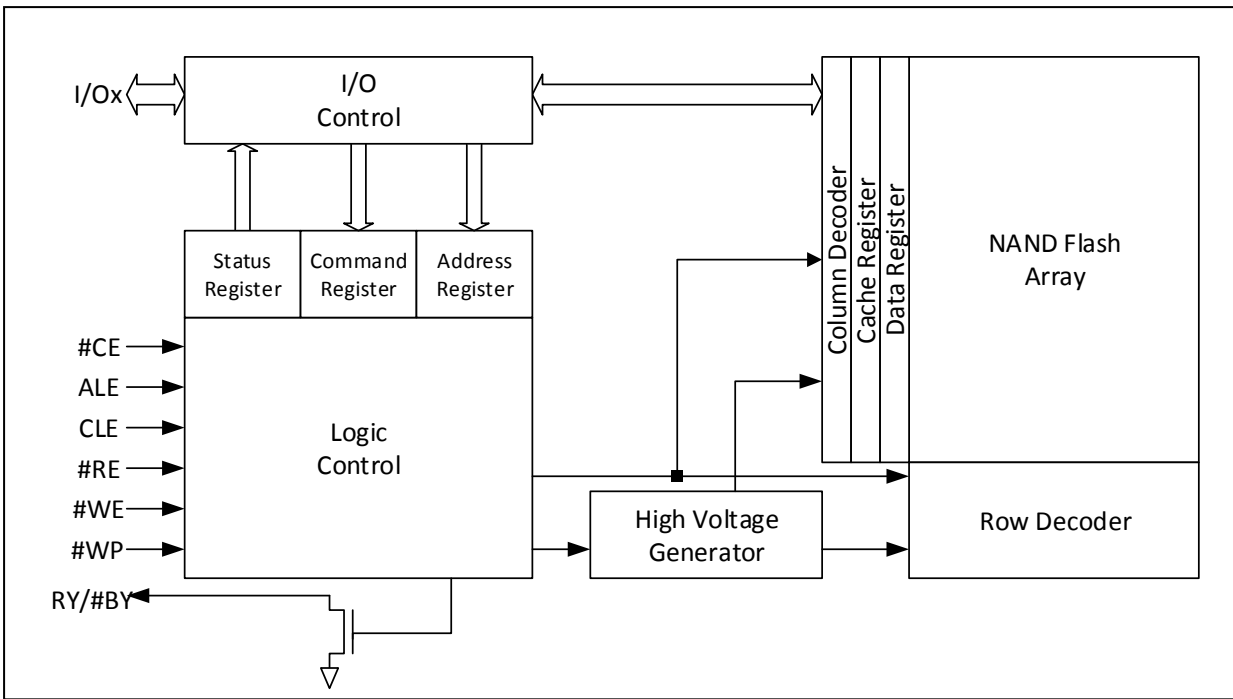 I/Ox
I/O
Control
Status
Register
Command
Register
Address
Register
#CE
ALE
CLE
#RE
#WE
#WP
RY/#BY
Logic
Control
High Voltage
Generator
Column Decoder
Cache Register
Data Register
NAND Flash
Array
Row Decoder